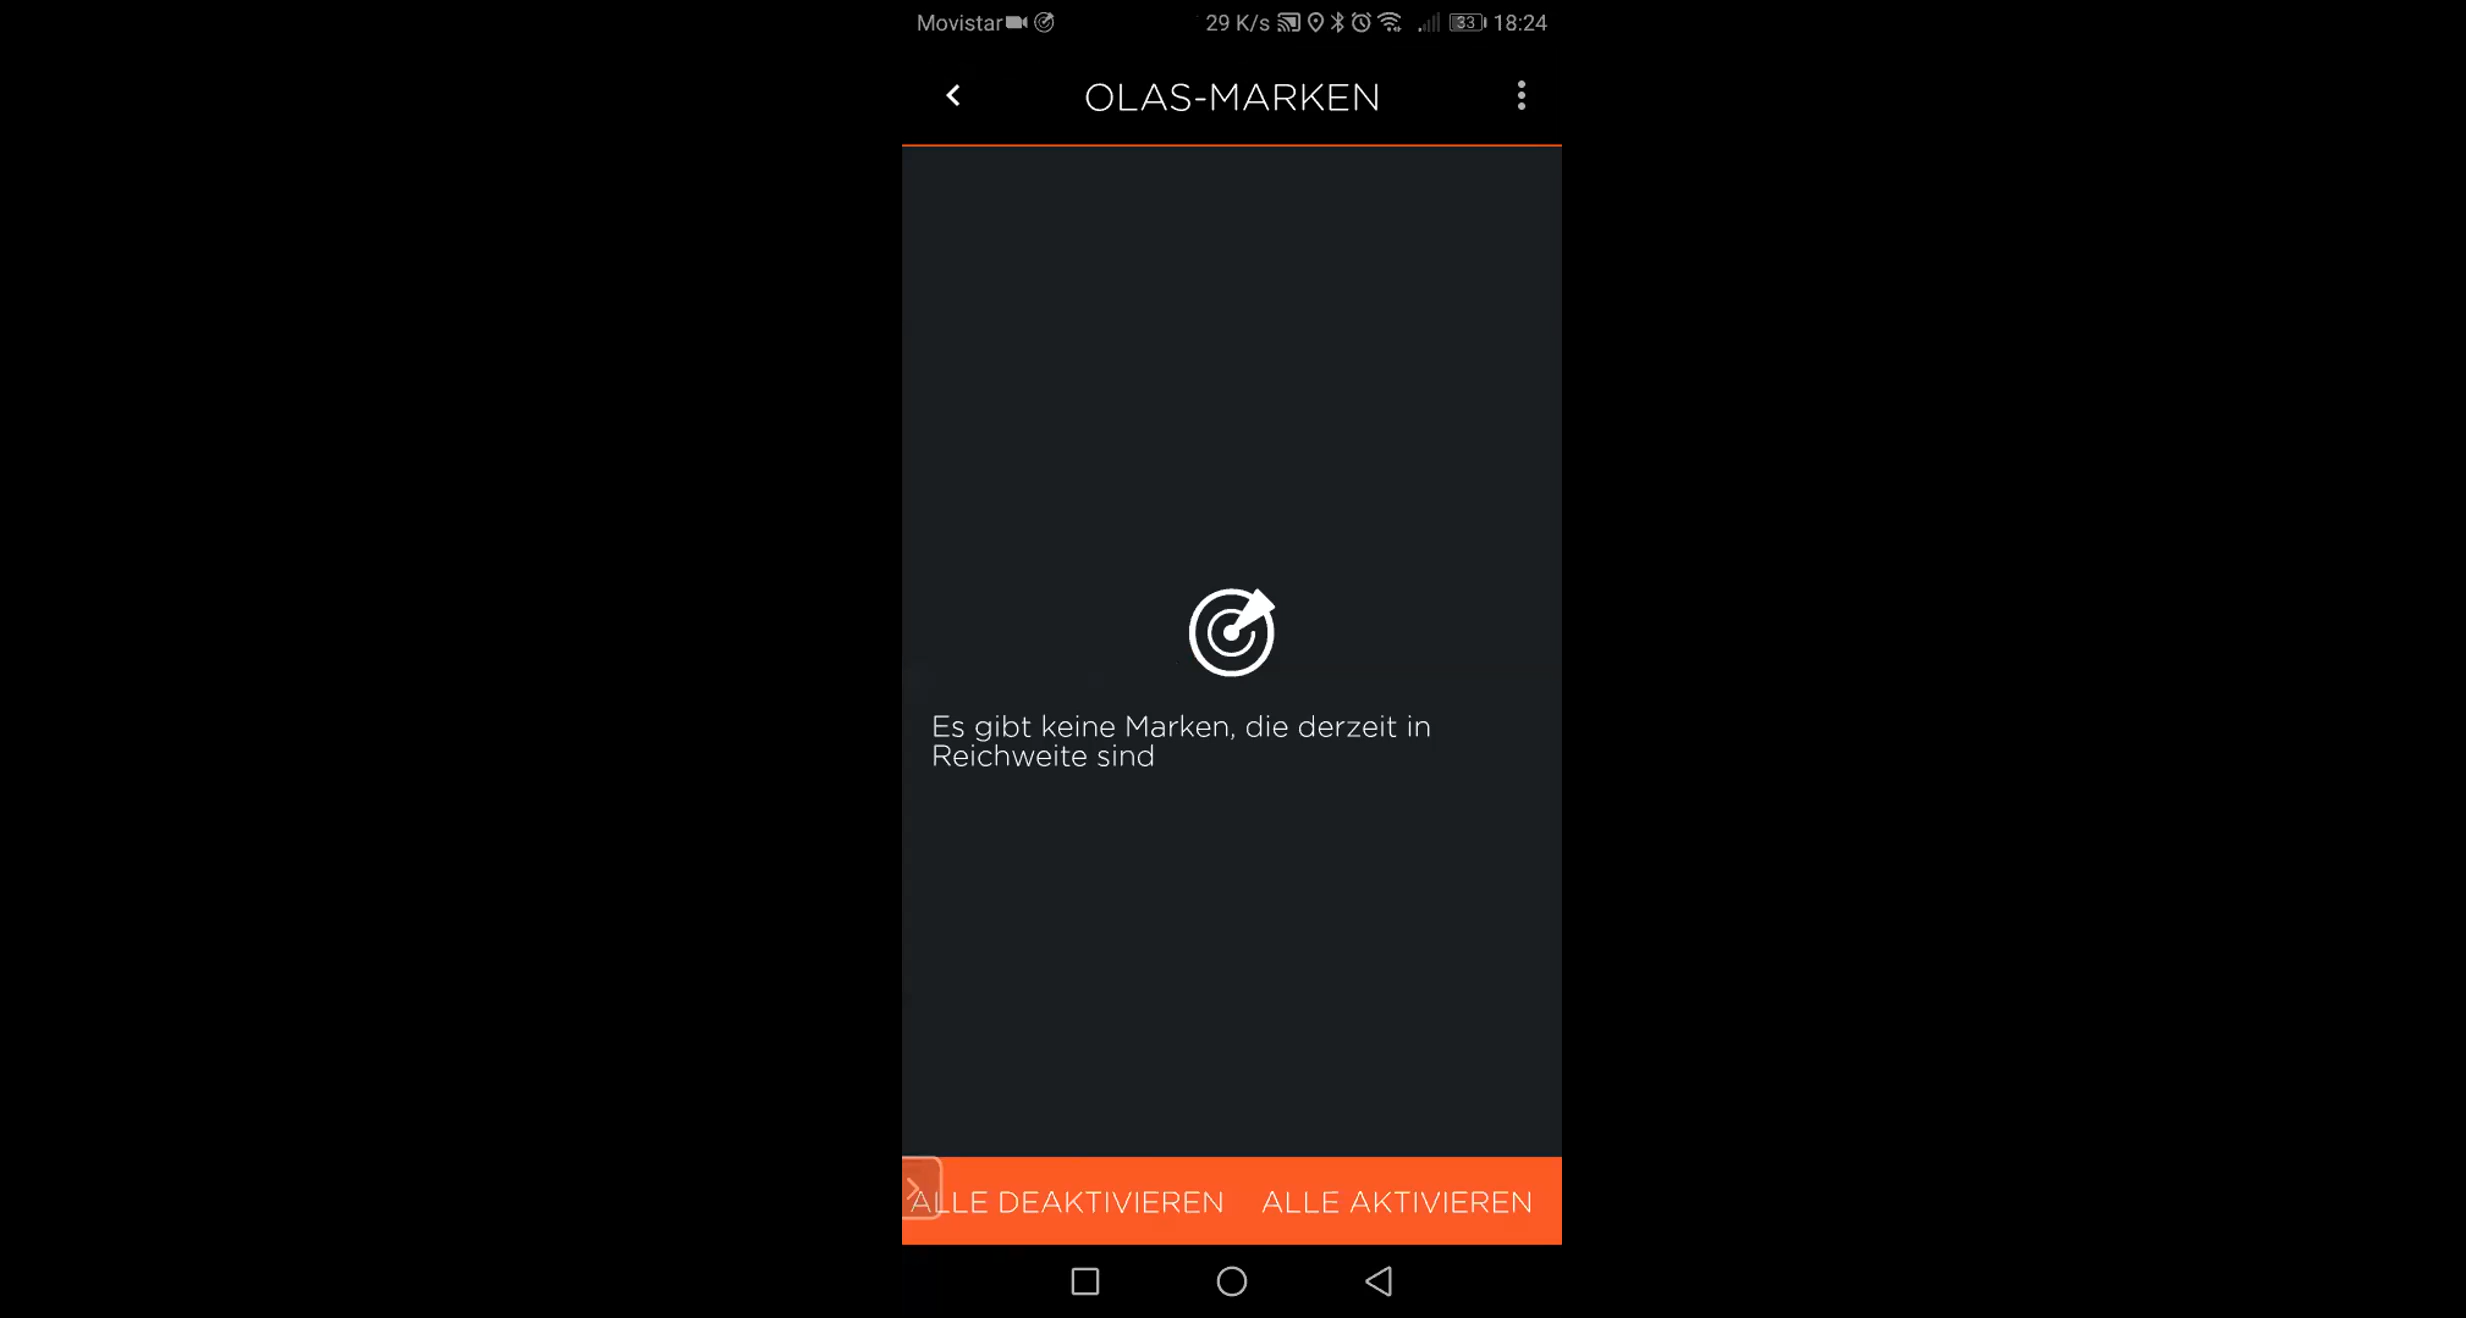 Movistar 29 K/s 33 18:24
OLAS-MARKEN
Es gibt keine Marken, die derzeit in
Reichweite sind
ALLE DEAKTIVIEREN ALLE AKTIVIEREN